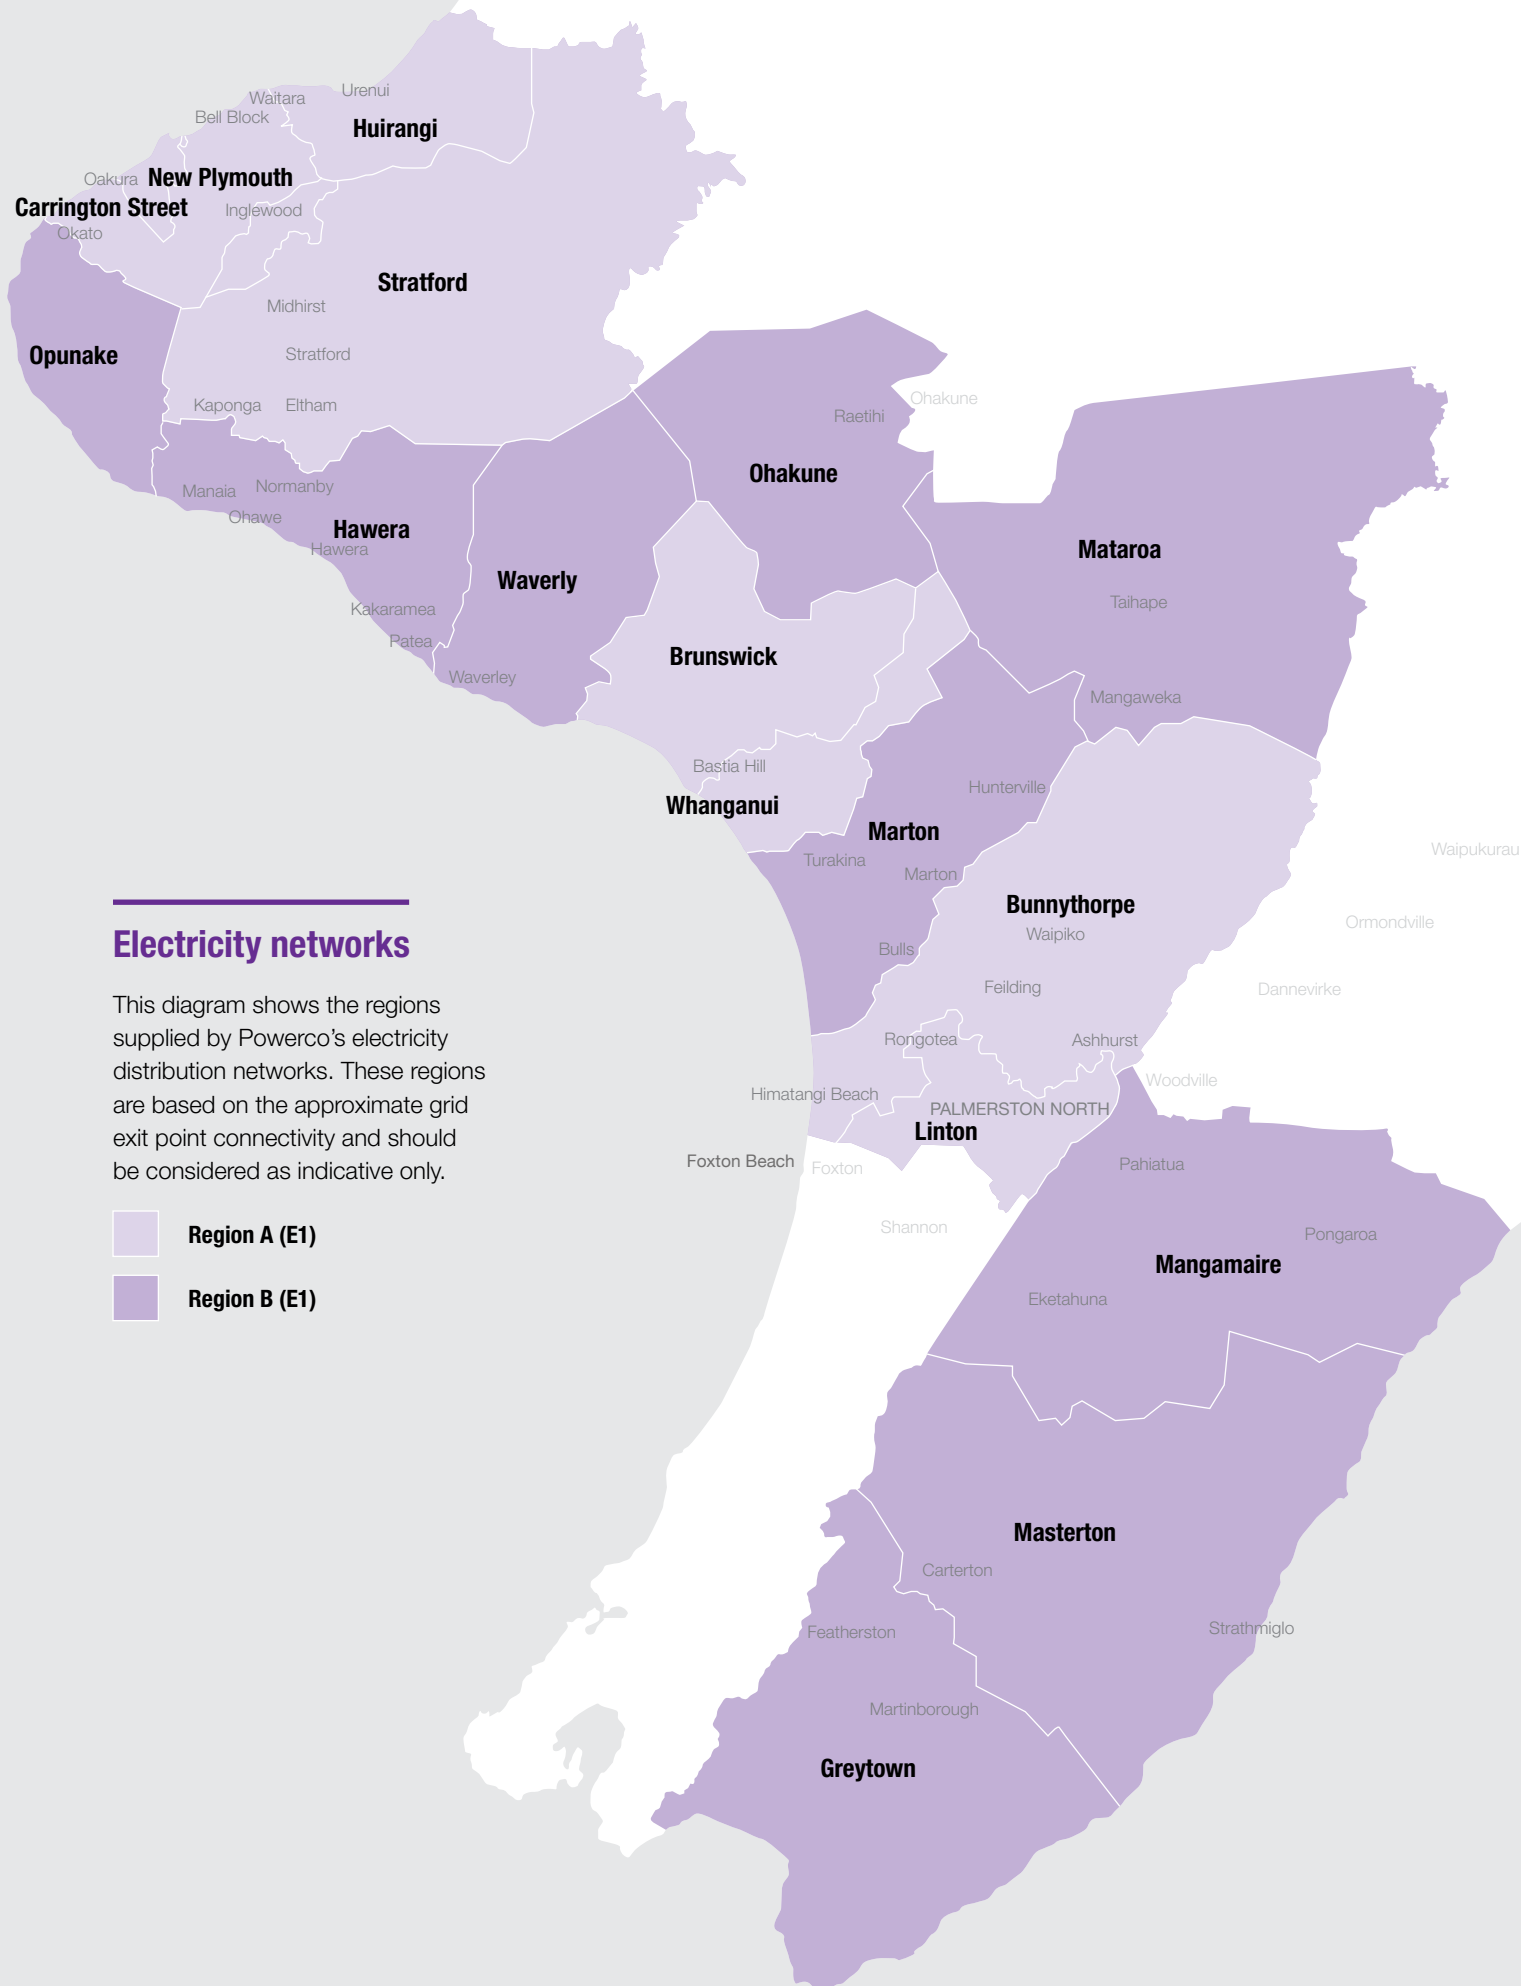 Urenui
Waitara
Bell Block
Huirangi
Oakura
New Plymouth
Carrington Street
Inglewood
Okato
Stratford
Midhirst
Opunake
Stratford
Kaponga
Eltham
Ohakune
Raetihi
Ohakune
Manaia
Normanby
Ohawe
Hawera
Hawera
Mataroa
Waverly
Taihape
Kakaramea
Patea
Brunswick
Waverley
Mangaweka
Bastia Hill
Hunterville
Whanganui
Marton
Turakina
Marton
Waipukurau
Bunnythorpe
Waipiko
Ormondville
Bulls
Feilding
Dannevirke
Rongotea
Ashhurst
Woodville
Himatangi Beach
PALMERSTON NORTH
Linton
Foxton Beach
Foxton
Pahiatua
Shannon
Pongaroa
Mangamaire
Eketahuna
Masterton
Carterton
Strathmiglo
Featherston
Martinborough
Greytown
Electricity networks
This diagram shows the regions
supplied by Powerco’s electricity
distribution networks. These regions
are based on the approximate grid
exit point connectivity and should
be considered as indicative only.
Region A (E1)
Region B (E1)